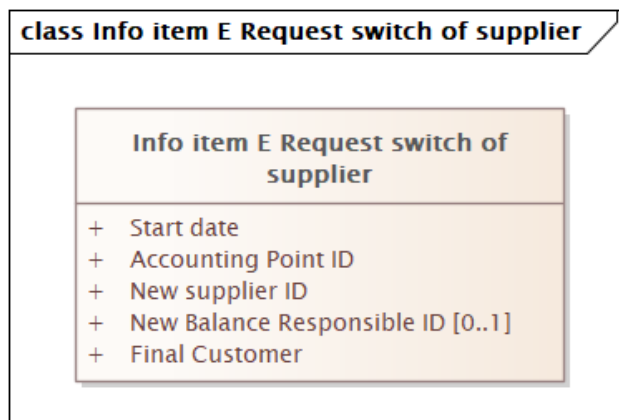 class Info item E Request switch of supplier
Info item E Request switch of
supplier
+ Start date
+ Accounting Point ID
+ New supplier ID
+ New Balance Responsible ID [0..1]
+ Final Customer